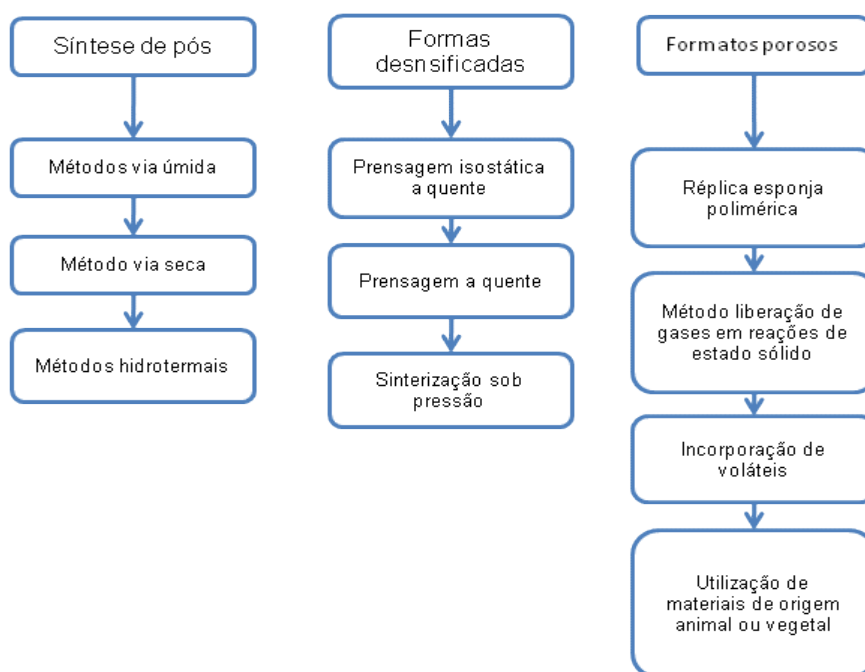 Síntese de pós
Métodos via úmida
Método via seca
Métodos hidrotermais
Formas
desnsificadas
Prensagem isostática
a quente
Prensagem a quente
Sinterização sob
pressão
Formatos porosos
Réplica esponja
polimérica
Método liberação de
gases em reações de
estado sólido
Incorporação de
voláteis
Utilização de
materiais de origem
animal ou vegetal